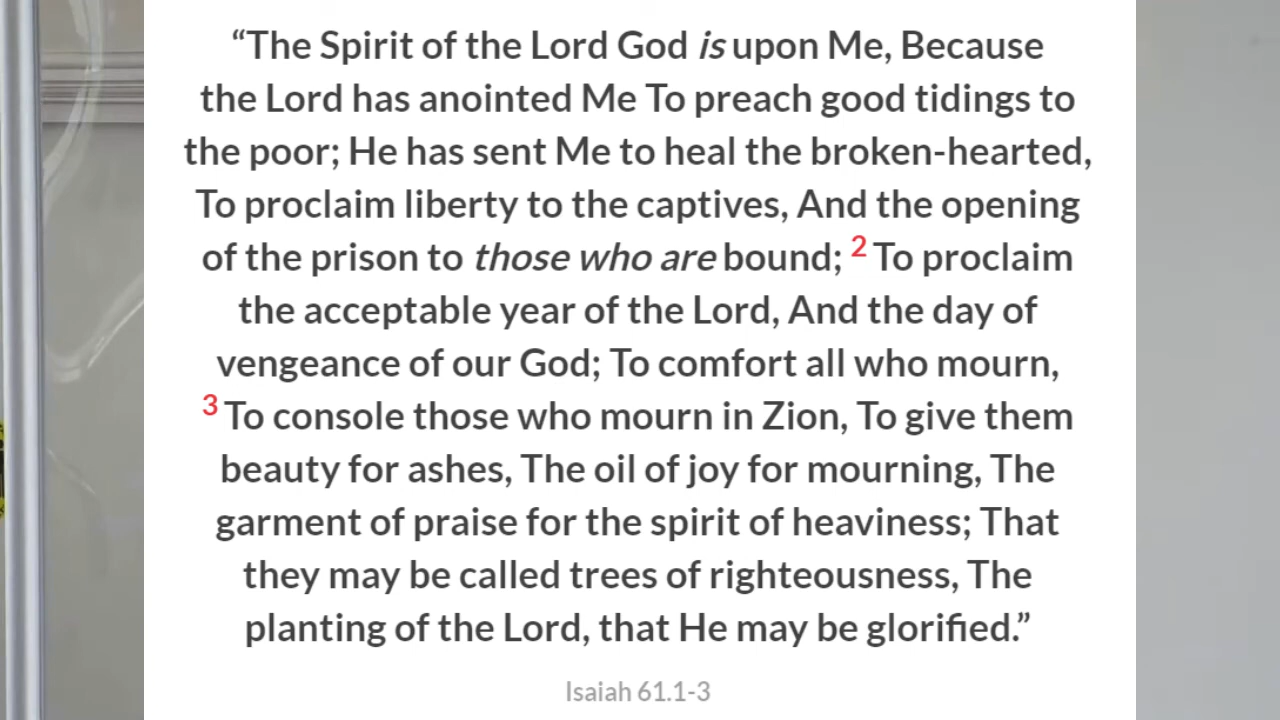 “The Spirit of the Lord God is upon Me, Because
the Lord has anointed Me To preach good tidings to
the poor; He has sent Me to heal the broken-hearted,
To proclaim liberty to the captives, And the opening
of the prison to those who are bound; 2 To proclaim
the acceptable year of the Lord, And the day of
vengeance of our God; To comfort all who mourn,
3 To console those who mourn in Zion, To give them
beauty for ashes, The oil of joy for mourning, The
garment of praise for the spirit of heaviness; That
they may be called trees of righteousness, The
planting of the Lord, that He may be glorified.”
Isaiah 61.1-3